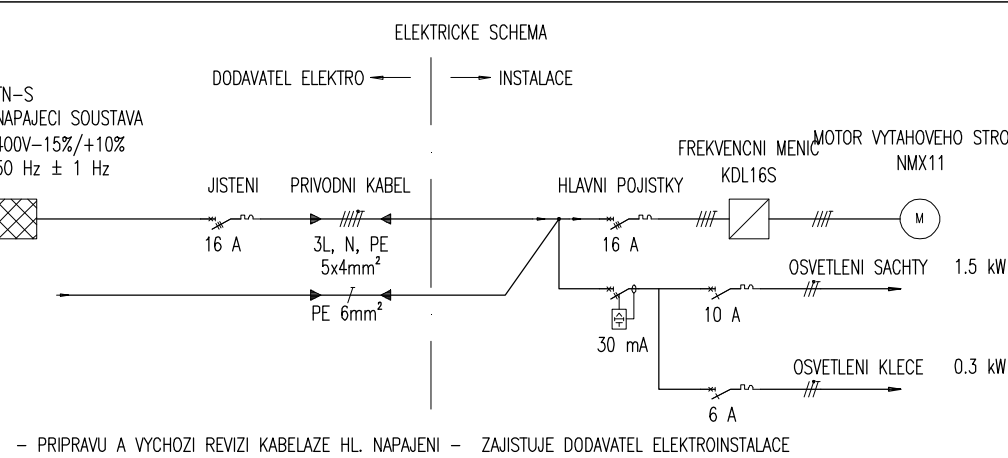 ELEKTRICKE SCHEMA
DODAVATEL ELEKTRO
INSTALACE
TN-S
NAPAJECI SOUSTAVA
400V-15%/+10%
50 Hz ± 1 Hz
JISTENI
PRIVODNI KABEL
HLAVNI POJISTKY
FREKVENCNI MENIC
KDL16S
MOTOR VYTAHOVEHO STRO
NMX11
M
16 A
3L, N, PE
5x4mm²
16 A
PE 6mm²
OSVETLENI SACHTY 1.5 kW
10 A
30 mA
OSVETLENI KLECE 0.3 kW
6 A
- PRIPRAVU A VYCHOZI REVIZI KABELAZE HL. NAPAJENI - ZAJISTUJE DODAVATEL ELEKTROINSTALACE